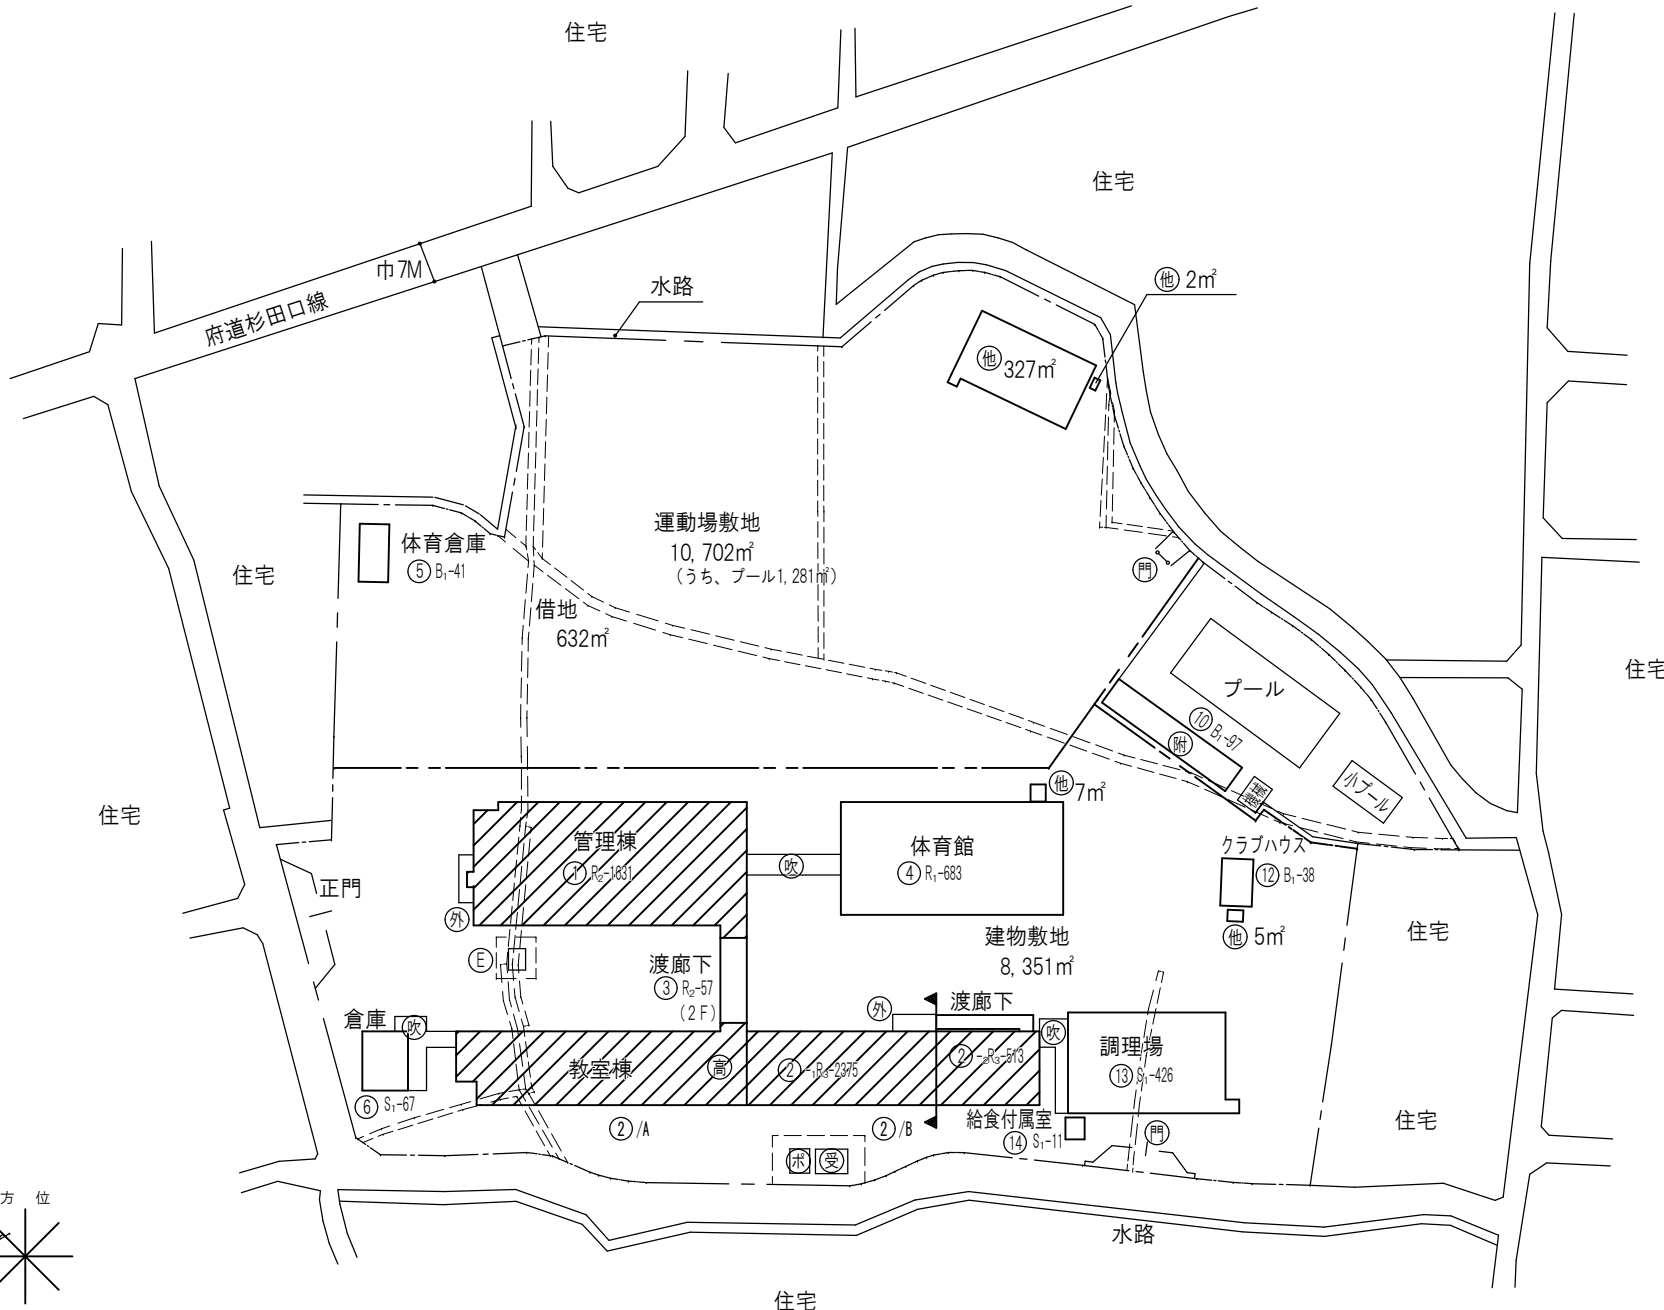 住宅
住宅
巾7M
府道杉田口線
水路
他 2㎡
他 327㎡
運動場敷地
10,702㎡
(うち、プール1,281㎡)
体育倉庫
⑤ B₁-41
住宅
借地
632㎡
門
住宅
プール
⑩ B₁-97
附
小プール
住宅
他 7㎡
管理棟
① R₂-1631
吹
体育館
④ R₁-683
クラブハウス
⑫ B₁-38
正門
外
他 5㎡
住宅
建物敷地
8,351㎡
E
渡廊下
③ R₂-57
(2F)
外
渡廊下
倉庫
吹
吹
調理場
⑬ S₁-426
教室棟
高
②-₁R₃-2375
②-₂R₃-513
⑥ S₁-67
②/A
②/B
給食付属室
⑭ S₁-11
門
住宅
ポ 受
方位
水路
住宅